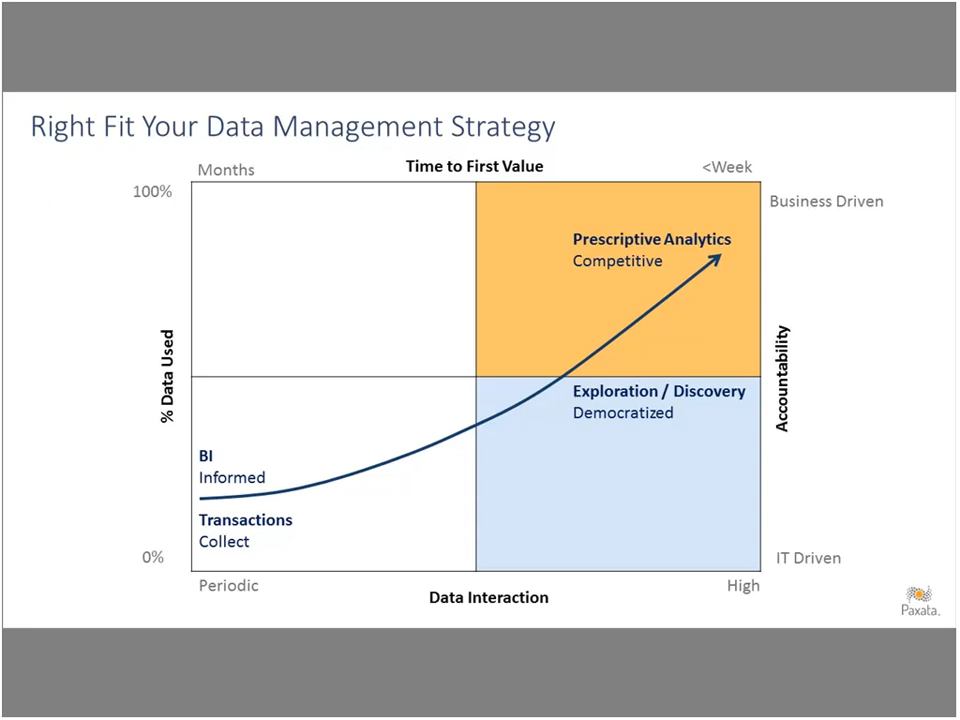 Right Fit Your Data Management Strategy
Months
Time to First Value
<Week
100%
Business Driven
Prescriptive Analytics
Competitive
% Data Used
Accountability
Exploration / Discovery
Democratized
BI
Informed
Transactions
Collect
0%
IT Driven
Periodic
Data Interaction
High
Paxata.